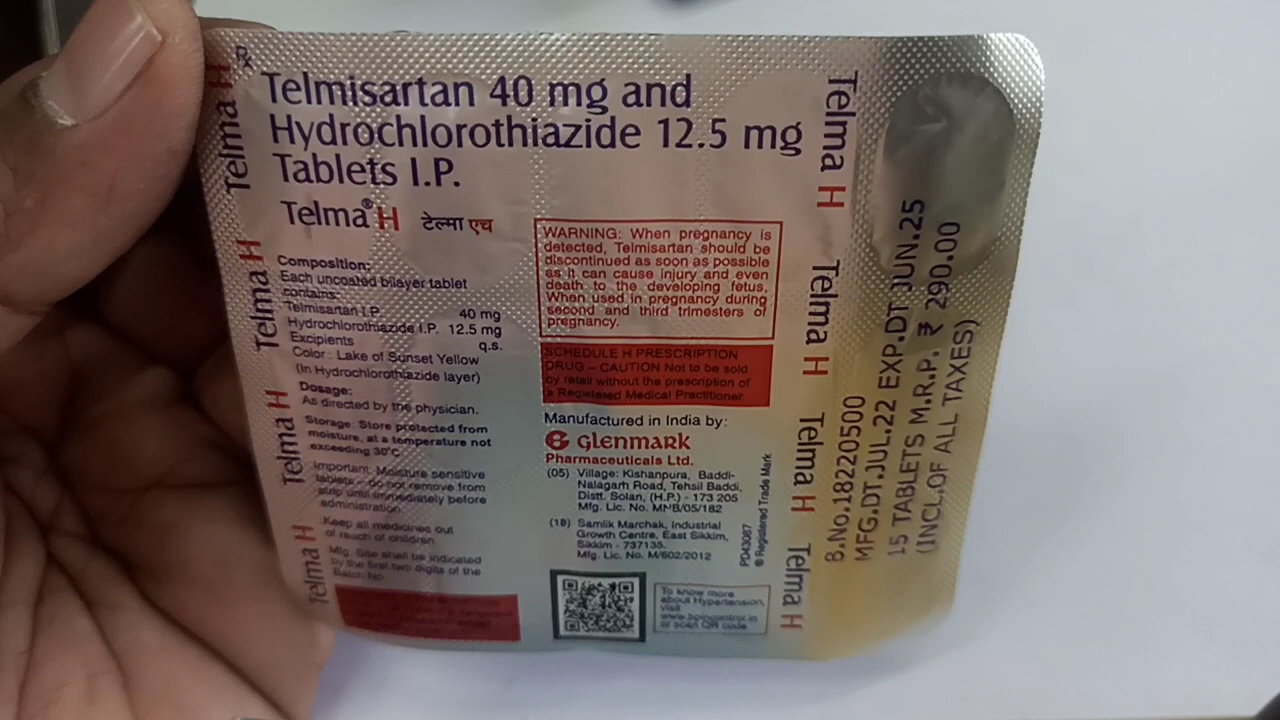 Rx
Telmisartan 40 mg and
Hydrochlorothiazide 12.5 mg
Tablets I.P.
Telma® H टेल्मा एच
Composition:
Each uncoated bilayer tablet
contains:
Telmisartan I.P. 40 mg
Hydrochlorothiazide I.P. 12.5 mg
Excipients q.s.
Color : Lake of Sunset Yellow
(In Hydrochlorothiazide layer)
Dosage:
As directed by the physician.
Storage: Store protected from
moisture, at a temperature not
exceeding 30°C
Important: Moisture sensitive
tablets – do not remove from
strip until immediately before
administration
Keep all medicines out
of reach of children.
Mfg. Site shall be indicated
by the first two digits of the
Batch No.
WARNING: When pregnancy is
detected, Telmisartan should be
discontinued as soon as possible
as it can cause injury and even
death to the developing fetus.
When used in pregnancy during
second and third trimesters of
pregnancy.
SCHEDULE H PRESCRIPTION
DRUG – CAUTION Not to be sold
by retail without the prescription of
a Registered Medical Practitioner.
Manufactured in India by:
glenmark
Pharmaceuticals Ltd.
(05) Village: Kishanpura, Baddi-
Nalagarh Road, Tehsil Baddi,
Distt. Solan, (H.P.) - 173 205
Mfg. Lic. No. MNB/05/182
(18) Samlik Marchak, Industrial
Growth Centre, East Sikkim,
Sikkim - 737135.
Mfg. Lic. No. M/602/2012
To know more
about Hypertension,
visit
www.bpincontrol.in
or scan QR code
PD43087
® Registered Trade Mark
Telma H
Telma H
Telma H
Telma H
Telma H
Telma H
Telma H
Telma H
B.No.18220500
MFG.DT.JUL.22 EXP.DT JUN.25
15 TABLETS M.R.P. ₹ 290.00
(INCL.OF ALL TAXES)